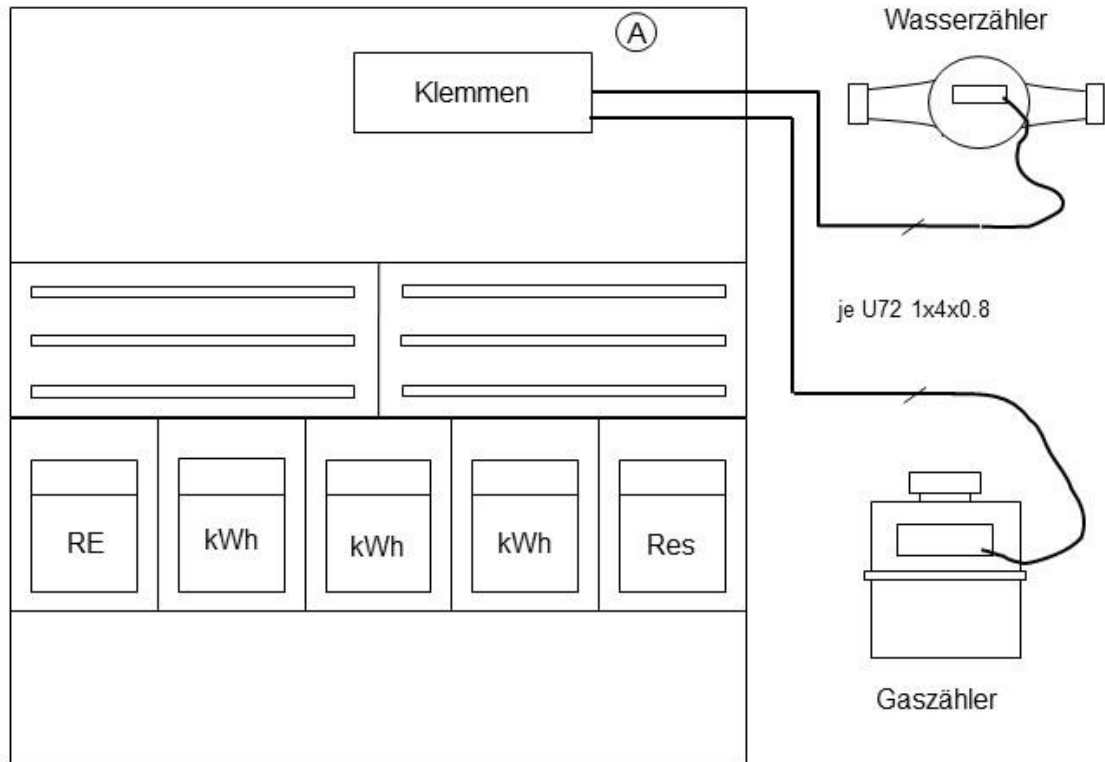 A
Klemmen
Wasserzähler
je U72 1x4x0.8
RE
kWh
kWh
kWh
Res
Gaszähler